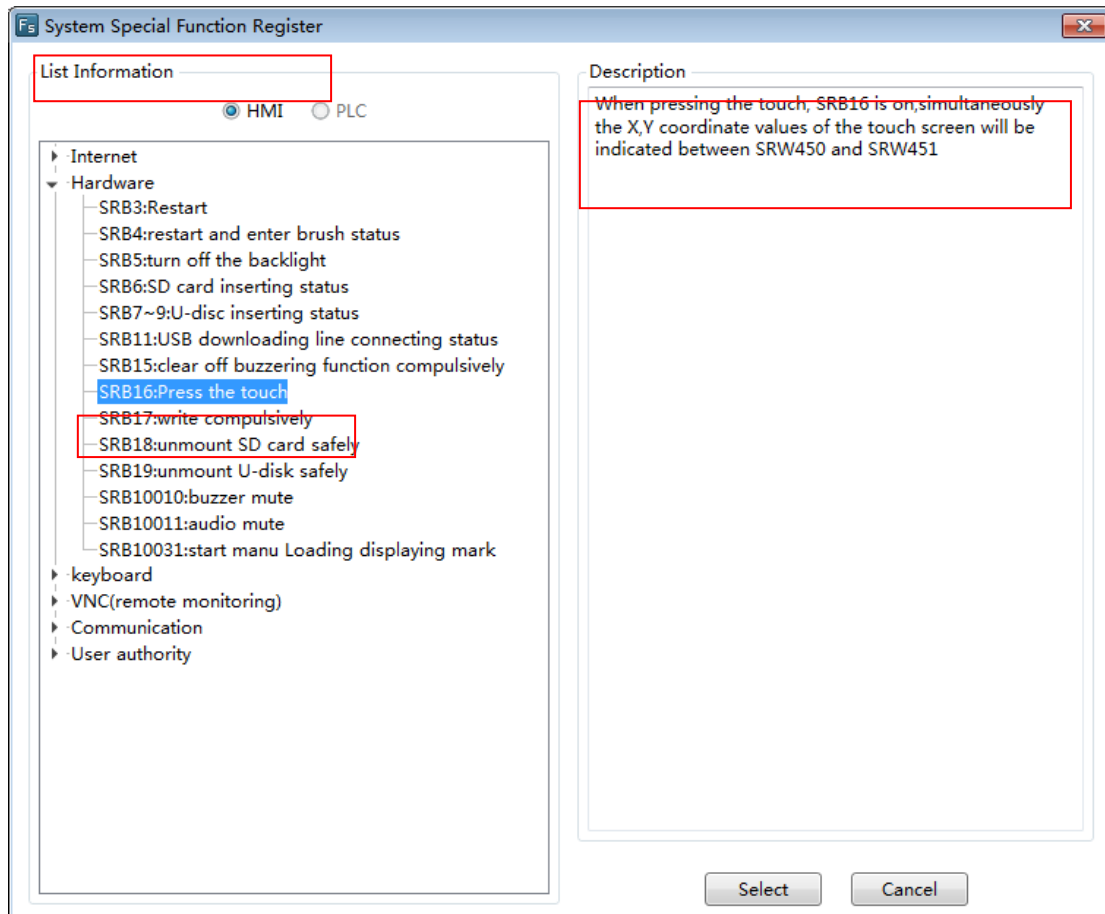 Fs System Special Function Register
List Information
HMI PLC
Internet
Hardware
SRB3:Restart
SRB4:restart and enter brush status
SRB5:turn off the backlight
SRB6:SD card inserting status
SRB7~9:U-disc inserting status
SRB11:USB downloading line connecting status
SRB15:clear off buzzering function compulsively
SRB16:Press the touch
SRB17:write compulsively
SRB18:unmount SD card safely
SRB19:unmount U-disk safely
SRB10010:buzzer mute
SRB10011:audio mute
SRB10031:start manu Loading displaying mark
keyboard
VNC(remote monitoring)
Communication
User authority
Description
When pressing the touch, SRB16 is on,simultaneously
the X,Y coordinate values of the touch screen will be
indicated between SRW450 and SRW451
Select Cancel